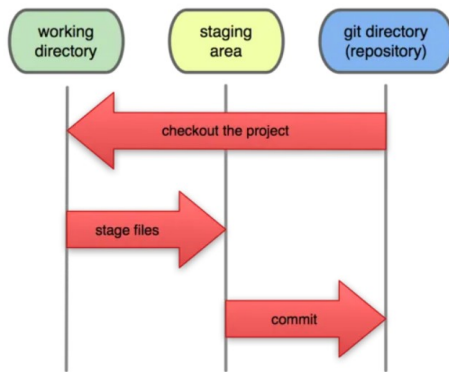 working
directory
staging
area
git directory
(repository)
checkout the project
stage files
commit